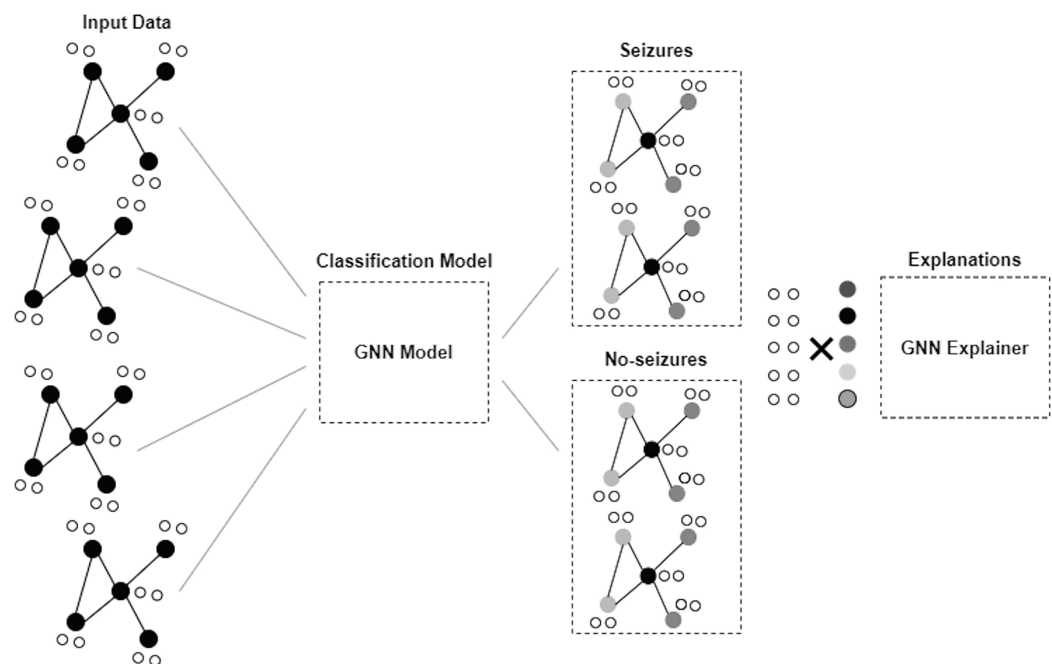 Input Data
Classification Model
GNN Model
Seizures
No-seizures
Explanations
GNN Explainer